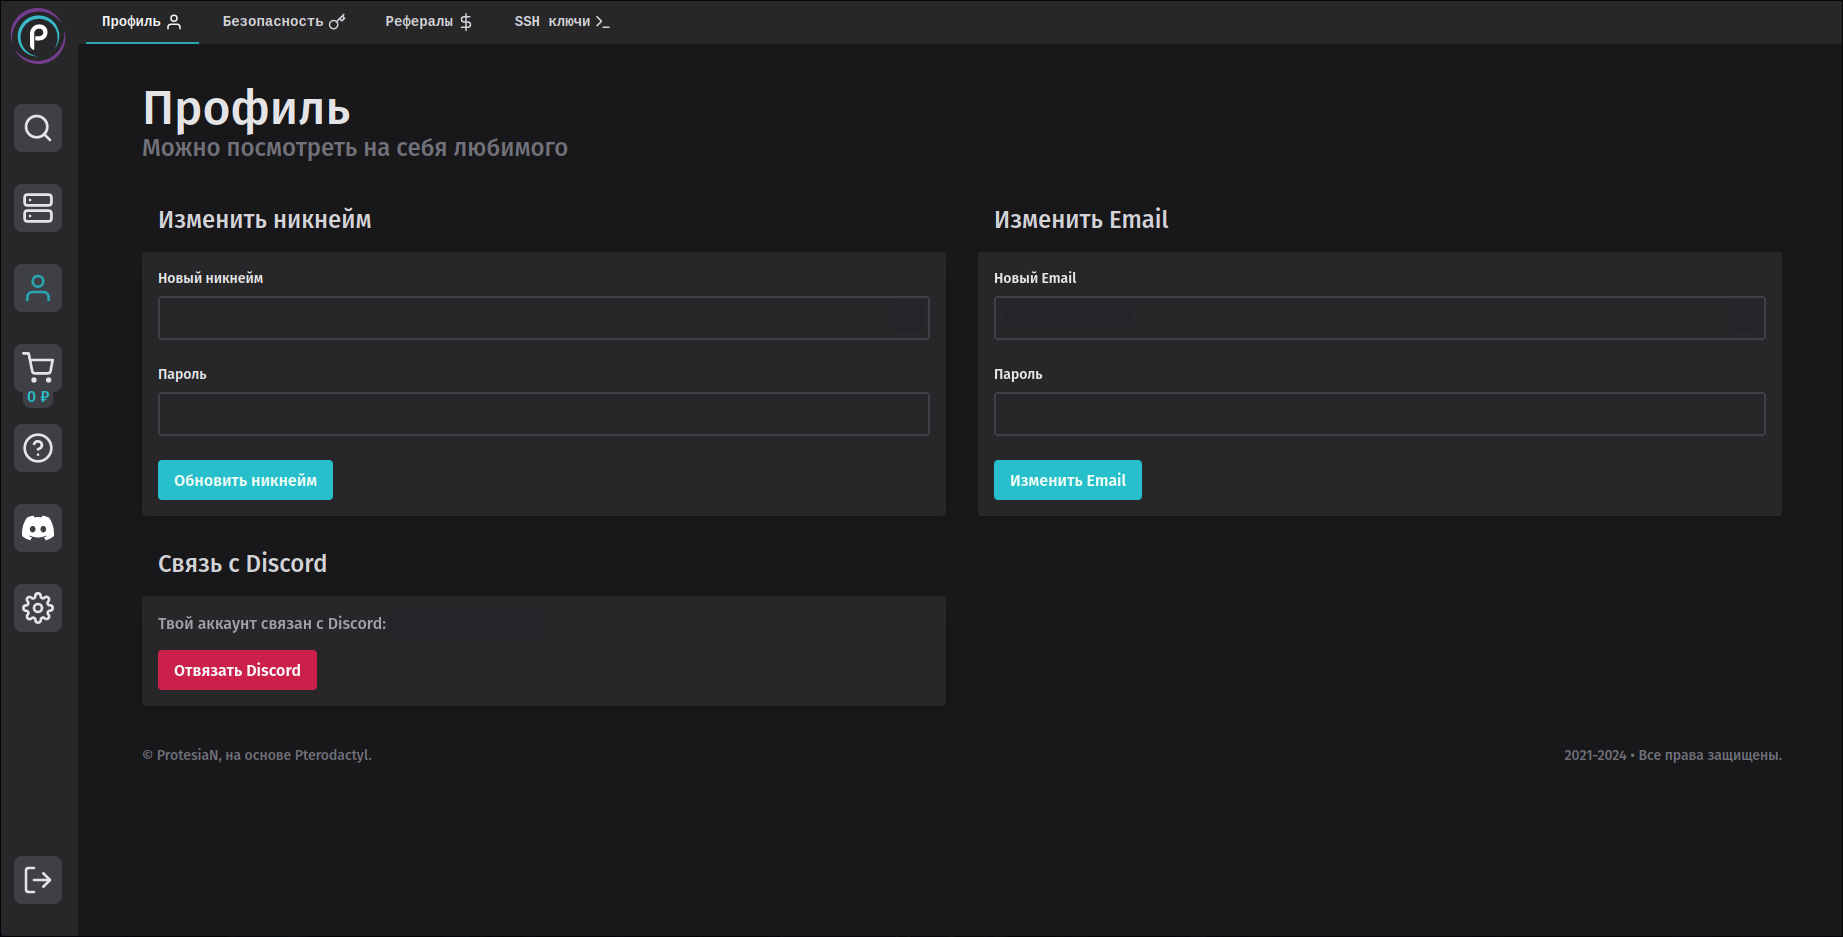 Профиль
Безопасность
Рефералы
SSH ключи
Профиль
Можно посмотреть на себя любимого
Изменить никнейм
Новый никнейм
Пароль
Обновить никнейм
Изменить Email
Новый Email
Пароль
Изменить Email
0 ₽
Связь с Discord
Твой аккаунт связан с Discord:
Отвязать Discord
© ProtesiaN, на основе Pterodactyl.
2021-2024 • Все права защищены.